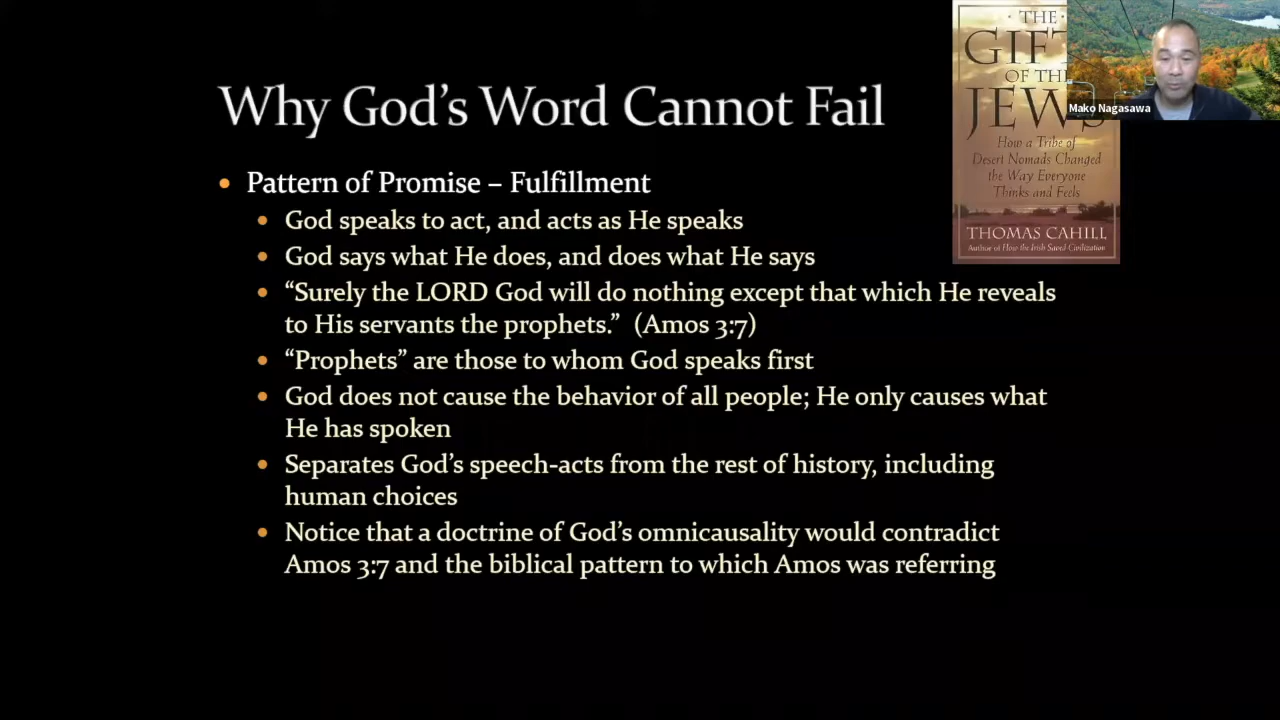 Why God’s Word Cannot Fail
Pattern of Promise – Fulfillment
God speaks to act, and acts as He speaks
God says what He does, and does what He says
“Surely the LORD God will do nothing except that which He reveals
to His servants the prophets.” (Amos 3:7)
“Prophets” are those to whom God speaks first
God does not cause the behavior of all people; He only causes what
He has spoken
Separates God’s speech-acts from the rest of history, including
human choices
Notice that a doctrine of God’s omnicausality would contradict
Amos 3:7 and the biblical pattern to which Amos was referring
· THE ·
OF
JEWS
How a Tribe of
Desert Nomads Changed
the Way Everyone
Thinks and Feels
THOMAS CAHILL
Author of How the Irish Saved Civilization
Mako Nagasawa